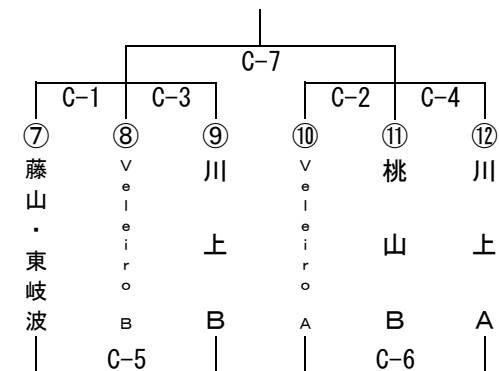 C-7
C-1 C-3 C-2 C-4
⑦ ⑧ ⑨ ⑩ ⑪ ⑫
藤山・東岐波
Veleiro B
川上B
Veleiro A
桃山B
川上A
C-5 C-6